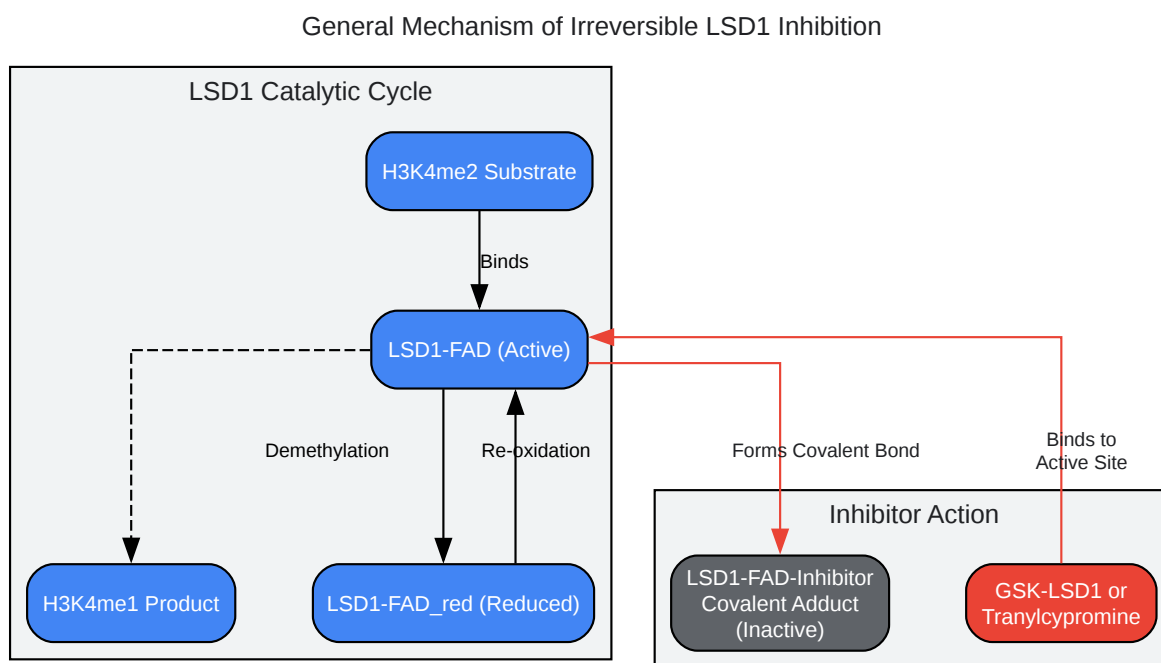 General Mechanism of Irreversible LSD1 Inhibition
LSD1 Catalytic Cycle
H3K4me2 Substrate
Binds
LSD1-FAD (Active)
Demethylation
Re-oxidation
Forms Covalent Bond
Binds to
Active Site
H3K4me1 Product
LSD1-FAD_red (Reduced)
Inhibitor Action
LSD1-FAD-Inhibitor
Covalent Adduct
(Inactive)
GSK-LSD1 or
Tranylcypromine